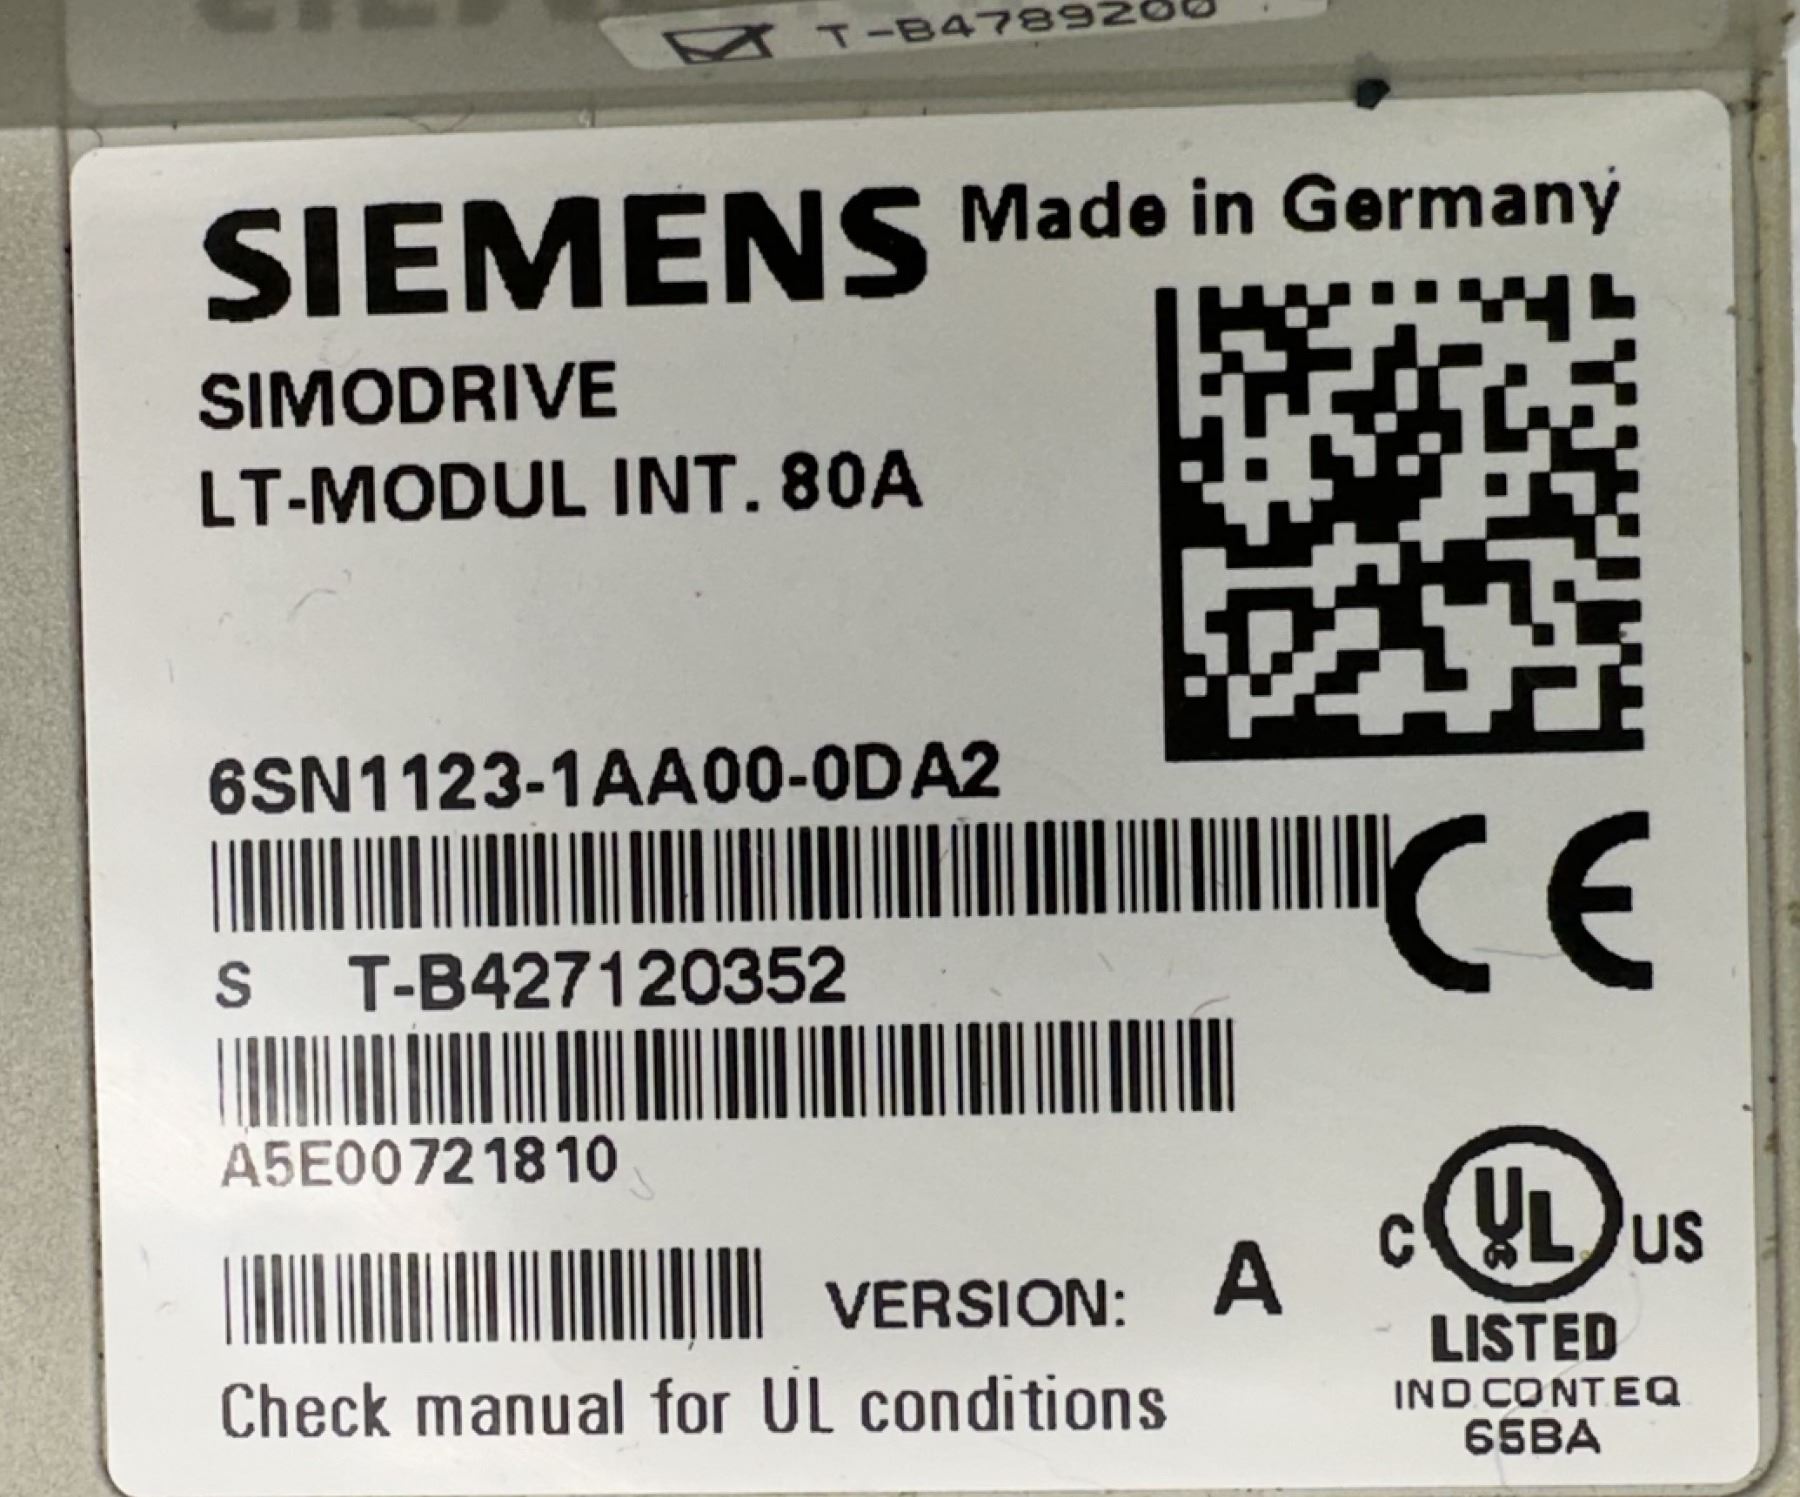 T-B4789200
SIEMENS Made in Germany
SIMODRIVE
LT-MODUL INT. 80A
6SN1123-1AA00-0DA2
CE
S T-B427120352
A5E00721810
C UL US
LISTED
VERSION: A
IND CONT EQ
65BA
Check manual for UL conditions